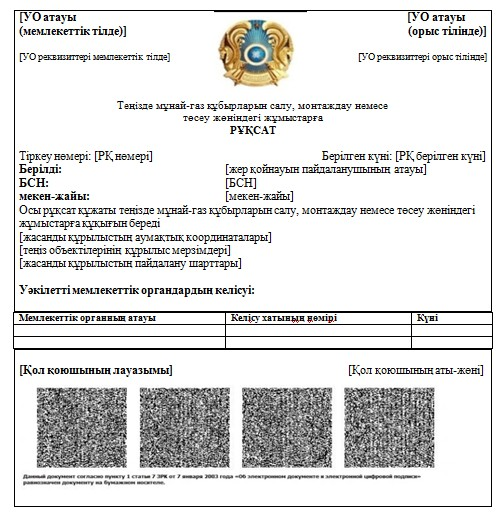 [УО атауы
(мемлекеттік тілде)]
[УО атауы
(орыс тілінде)]
[УО реквизиттері мемлекеттік тілде]
[УО реквизиттері орыс тілінде)]
Теңізде мұнай-газ құбырларын салу, монтаждау немесе
төсеу жөніндегі жұмыстарға
РҰҚСАТ
Тіркеу нөмері: [РҚ нөмері]
Берілген күні: [РҚ берілген күні]
Берілді: [жер қойнауын пайдаланушының атауы]
БСН: [БСН]
мекен-жайы: [мекен-жайы]
Осы рұқсат құжаты теңізде мұнай-газ құбырларын салу, монтаждау немесе төсеу жөніндегі
жұмыстарға құқығын береді
[жасанды құрылыстың аумақтық координаталары]
[теңіз объектілерінің құрылыс мерзімдері]
[жасанды құрылыстың пайдалану шарттары]
Уәкілетті мемлекеттік органдардың келісуі:
Мемлекеттік органның атауы Келісу хатының нөмірі Күні
[Қол қоюшының лауазымы] [Қол қоюшының аты-жөні]
Данный документ согласно пункту 1 статьи 7 ЗРК от 7 января 2003 года «Об электронном документе и электронной цифровой подписи»
равнозначен документу на бумажном носителе.